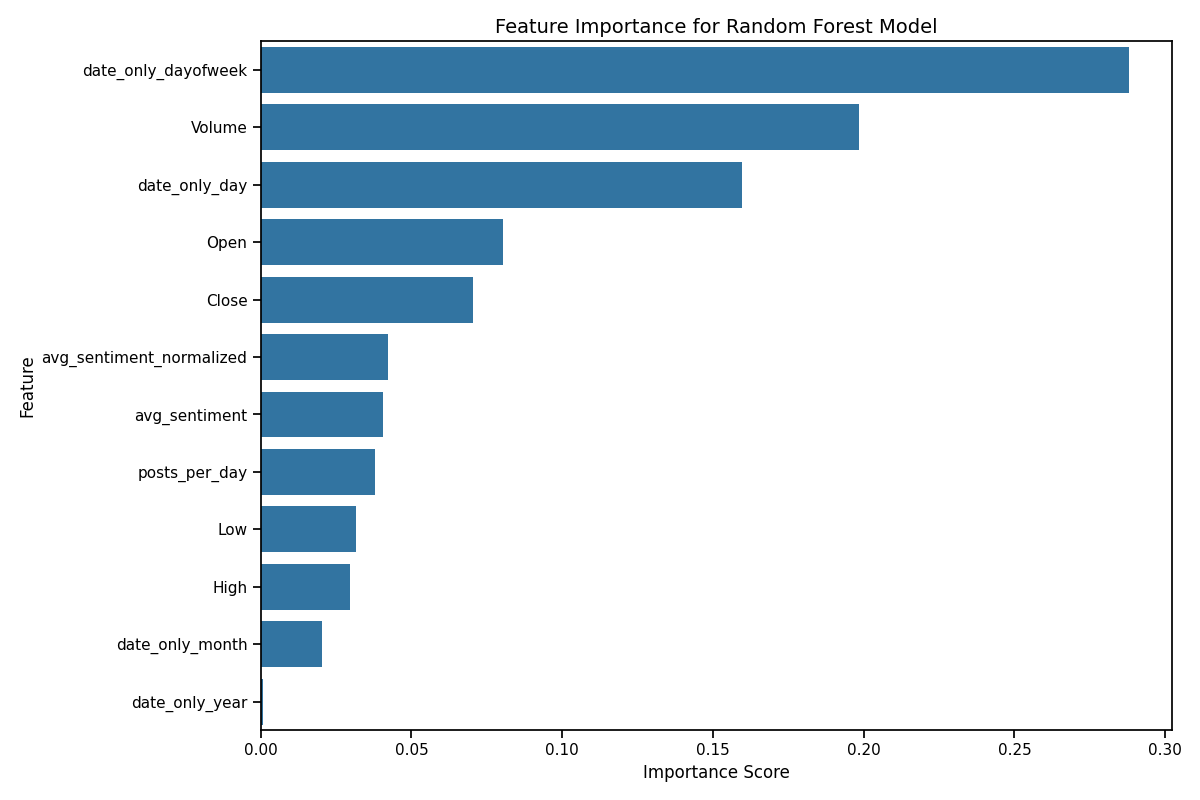 Feature Importance for Random Forest Model
date_only_dayofweek
Volume
date_only_day
Open
Close
avg_sentiment_normalized
avg_sentiment
posts_per_day
Low
High
date_only_month
date_only_year
Feature
0.00 0.05 0.10 0.15 0.20 0.25 0.30
Importance Score